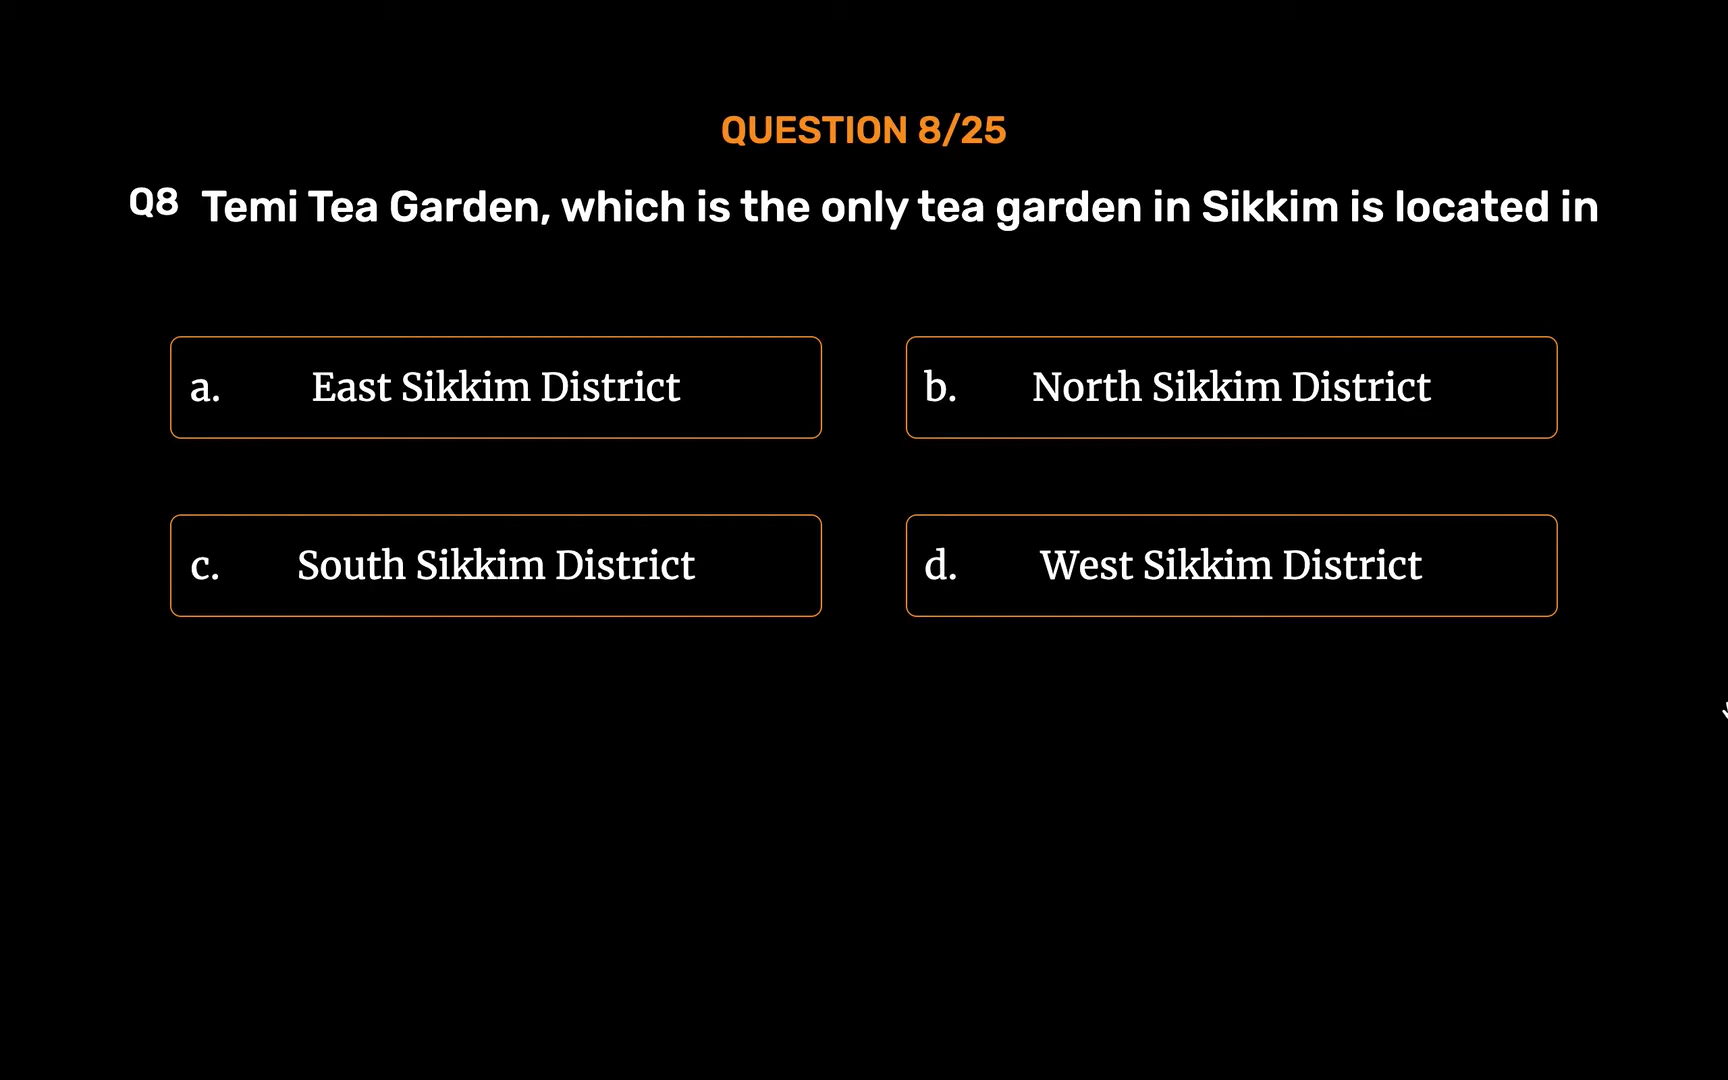 QUESTION 8/25
Q8 Temi Tea Garden, which is the only tea garden in Sikkim is located in
a. East Sikkim District
b. North Sikkim District
c. South Sikkim District
d. West Sikkim District